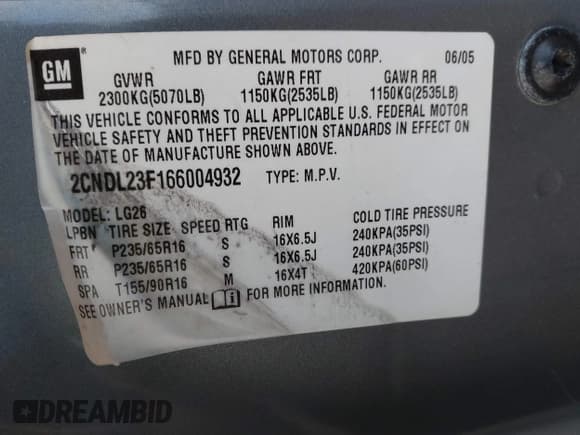 GM
®
MFD BY GENERAL MOTORS CORP. 06/05
GVWR GAWR FRT GAWR RR
2300KG(5070LB) 1150KG(2535LB) 1150KG(2535LB)
THIS VEHICLE CONFORMS TO ALL APPLICABLE U.S. FEDERAL MOTOR
VEHICLE SAFETY AND THEFT PREVENTION STANDARDS IN EFFECT ON
THE DATE OF MANUFACTURE SHOWN ABOVE.
2CNDL23F166004932 TYPE: M.P.V.
MODEL: LG26
LPBN TIRE SIZE SPEED RTG RIM COLD TIRE PRESSURE
FRT P235/65R16 S 16X6.5J 240KPA(35PSI)
RR P235/65R16 S 16X6.5J 240KPA(35PSI)
SPA T155/90R16 M 16X4T 420KPA(60PSI)
SEE OWNER'S MANUAL i FOR MORE INFORMATION.
DREAMBID